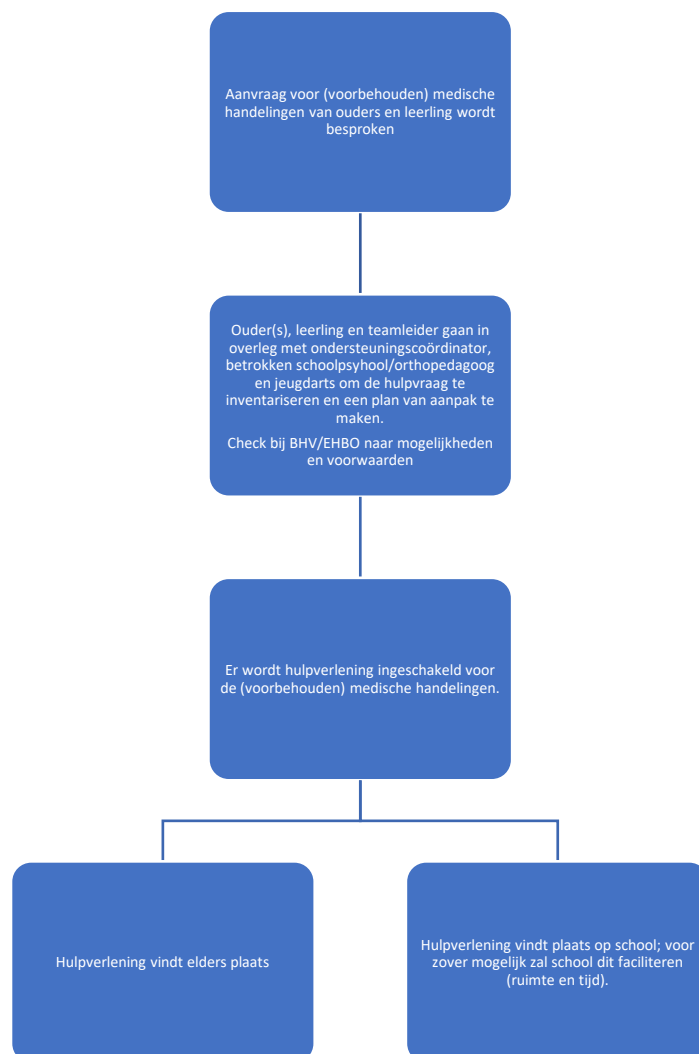 Aanvraag voor (voorbehouden) medische
handelingen van ouders en leerling wordt
besproken
Ouder(s), leerling en teamleider gaan in
overleg met ondersteuningscoördinator,
betrokken schoolpsyhool/orthopedagoog
en jeugdarts om de hulpvraag te
inventariseren en een plan van aanpak te
maken.
Check bij BHV/EHBO naar mogelijkheden
en voorwaarden
Er wordt hulpverlening ingeschakeld voor
de (voorbehouden) medische handelingen.
Hulpverlening vindt elders plaats
Hulpverlening vindt plaats op school; voor
zover mogelijk zal school dit faciliteren
(ruimte en tijd).